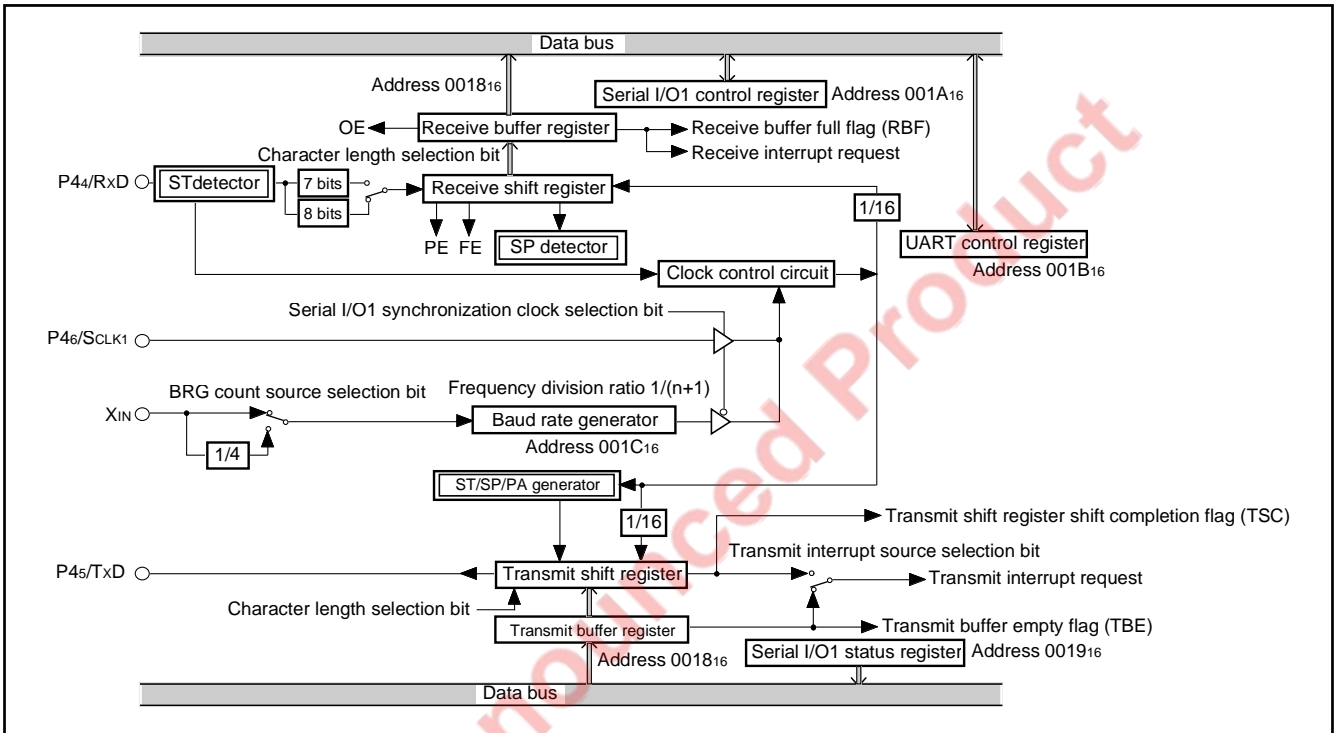 Data bus
Address 001816
Serial I/O1 control register
Address 001A16
OE
Receive buffer register
Receive buffer full flag (RBF)
Receive interrupt request
Character length selection bit
P44/RXD
STdetector
7 bits
8 bits
Receive shift register
1/16
PE
FE
SP detector
UART control register
Address 001B16
Clock control circuit
Serial I/O1 synchronization clock selection bit
P46/SCLK1
BRG count source selection bit
Frequency division ratio 1/(n+1)
XIN
Baud rate generator
1/4
Address 001C16
ST/SP/PA generator
1/16
Transmit shift register shift completion flag (TSC)
Transmit interrupt source selection bit
P45/TXD
Transmit shift register
Transmit interrupt request
Character length selection bit
Transmit buffer register
Transmit buffer empty flag (TBE)
Address 001816
Serial I/O1 status register
Address 001916
Data bus
nounced Product